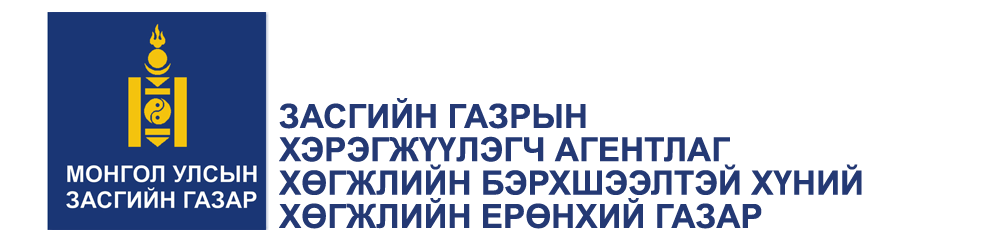 МОНГОЛ УЛСЫН
ЗАСГИЙН ГАЗАР
ЗАСГИЙН ГАЗРЫН
ХЭРЭГЖҮҮЛЭГЧ АГЕНТЛАГ
ХӨГЖЛИЙН БЭРХШЭЭЛТЭЙ ХҮНИЙ
ХӨГЖЛИЙН ЕРӨНХИЙ ГАЗАР